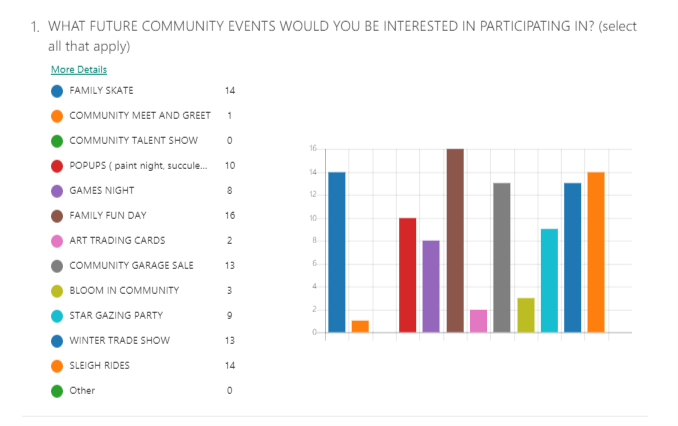 1. WHAT FUTURE COMMUNITY EVENTS WOULD YOU BE INTERESTED IN PARTICIPATING IN? (select
all that apply)
More Details
FAMILY SKATE 14
COMMUNITY MEET AND GREET 1
COMMUNITY TALENT SHOW 0
POPUPS ( paint night, succule... 10
GAMES NIGHT 8
FAMILY FUN DAY 16
ART TRADING CARDS 2
COMMUNITY GARAGE SALE 13
BLOOM IN COMMUNITY 3
STAR GAZING PARTY 9
WINTER TRADE SHOW 13
SLEIGH RIDES 14
Other 0
16
14
12
10
8
6
4
2
0